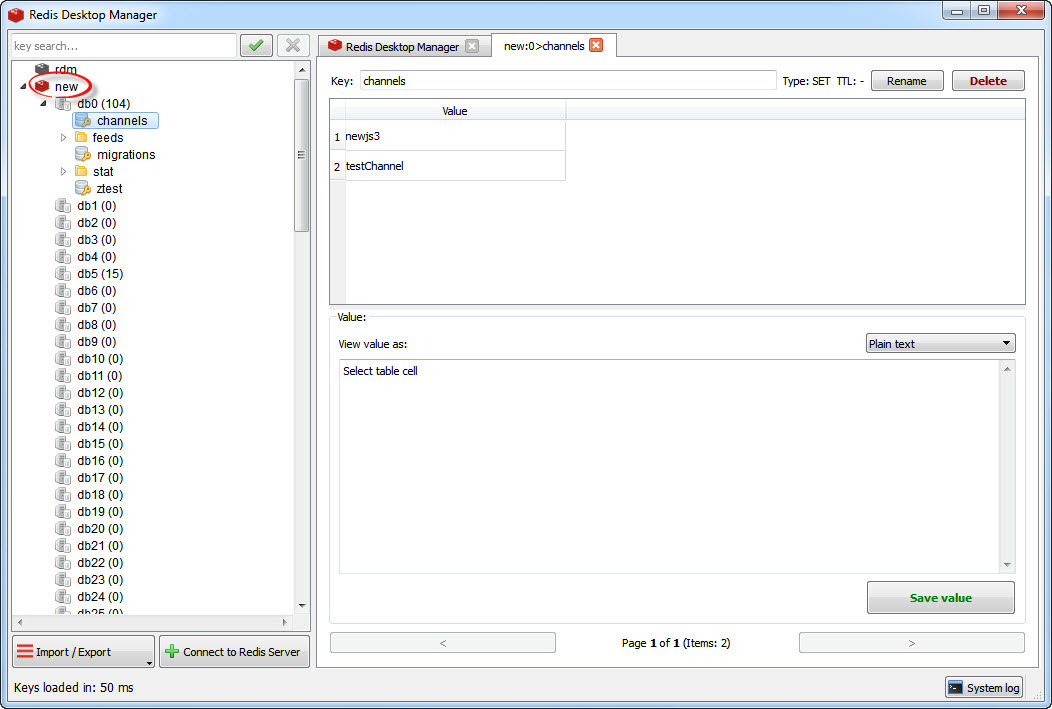 Redis Desktop Manager
key search...
Redis Desktop Manager
new:0>channels
rdm
new
db0 (104)
channels
feeds
migrations
stat
ztest
db1 (0)
db2 (0)
db3 (0)
db4 (0)
db5 (15)
db6 (0)
db7 (0)
db8 (0)
db9 (0)
db10 (0)
db11 (0)
db12 (0)
db13 (0)
db14 (0)
db15 (0)
db16 (0)
db17 (0)
db18 (0)
db19 (0)
db20 (0)
db21 (0)
db22 (0)
db23 (0)
db24 (0)
db25 (0)
Import / Export
Connect to Redis Server
Key: channels Type: SET TTL: - Rename Delete
Value
1 newjs3
2 testChannel
Value:
View value as: Plain text
Select table cell
Save value
< Page 1 of 1 (Items: 2) >
Keys loaded in: 50 ms
System log